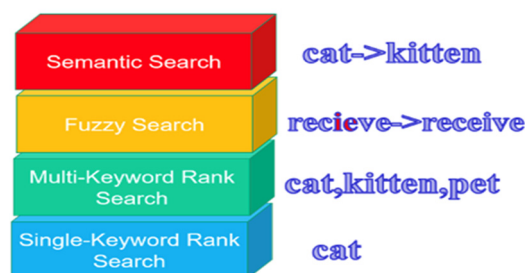 Semantic Search
cat->kitten
Fuzzy Search
recieve->receive
Multi-Keyword Rank
Search
cat,kitten,pet
Single-Keyword Rank
Search
cat